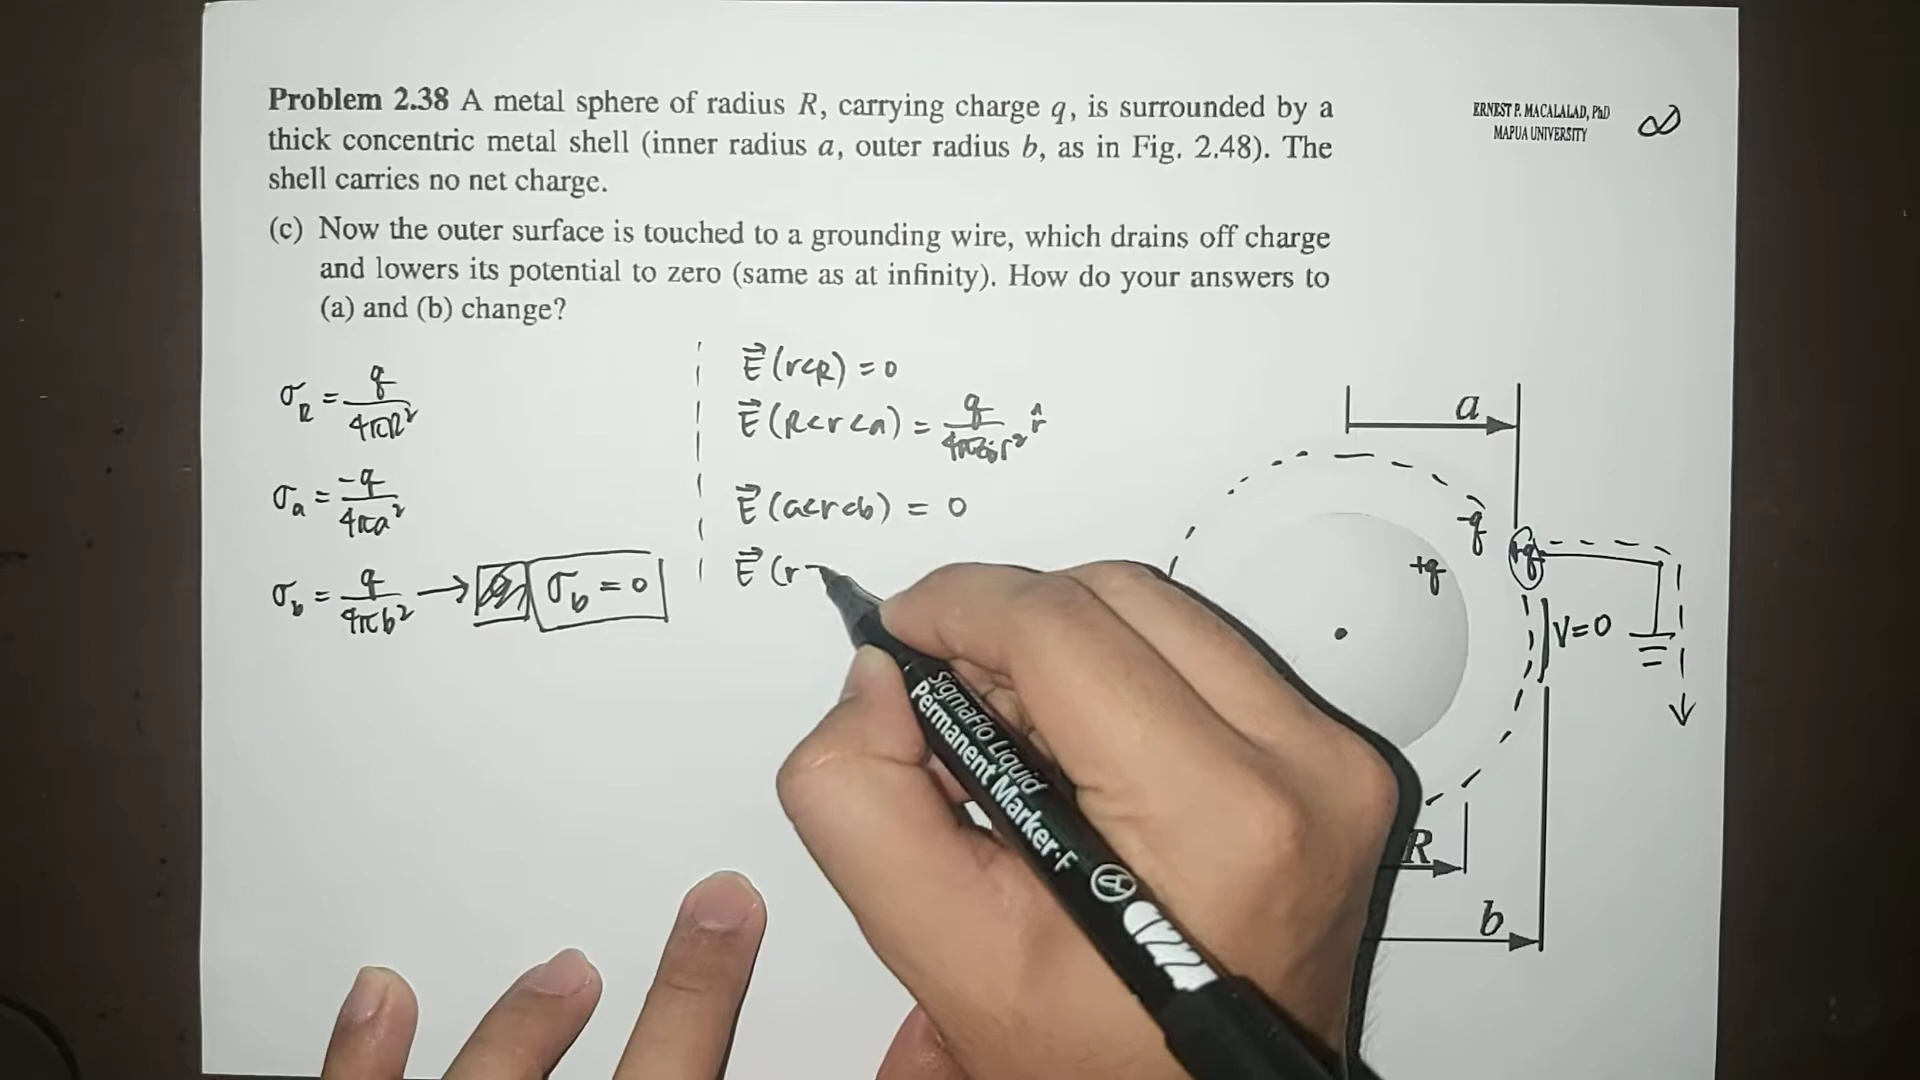 Problem 2.38 A metal sphere of radius R, carrying charge q, is surrounded by a
thick concentric metal shell (inner radius a, outer radius b, as in Fig. 2.48). The
shell carries no net charge.
ERNEST P. MACALALAD, PhD
MAPUA UNIVERSITY
(c) Now the outer surface is touched to a grounding wire, which drains off charge
and lowers its potential to zero (same as at infinity). How do your answers to
(a) and (b) change?
σ_R = q / 4πR²
σ_a = -q / 4πa²
σ_b = q / 4πb² → σ_b = 0
E⃗ (r<R) = 0
E⃗ (R<r<a) = q / 4πε₀r² r̂
E⃗ (a<r<b) = 0
E⃗ (r
a
-q
+q
+q
V=0
R
b
SigmaFlo Liquid
Permanent Marker·F